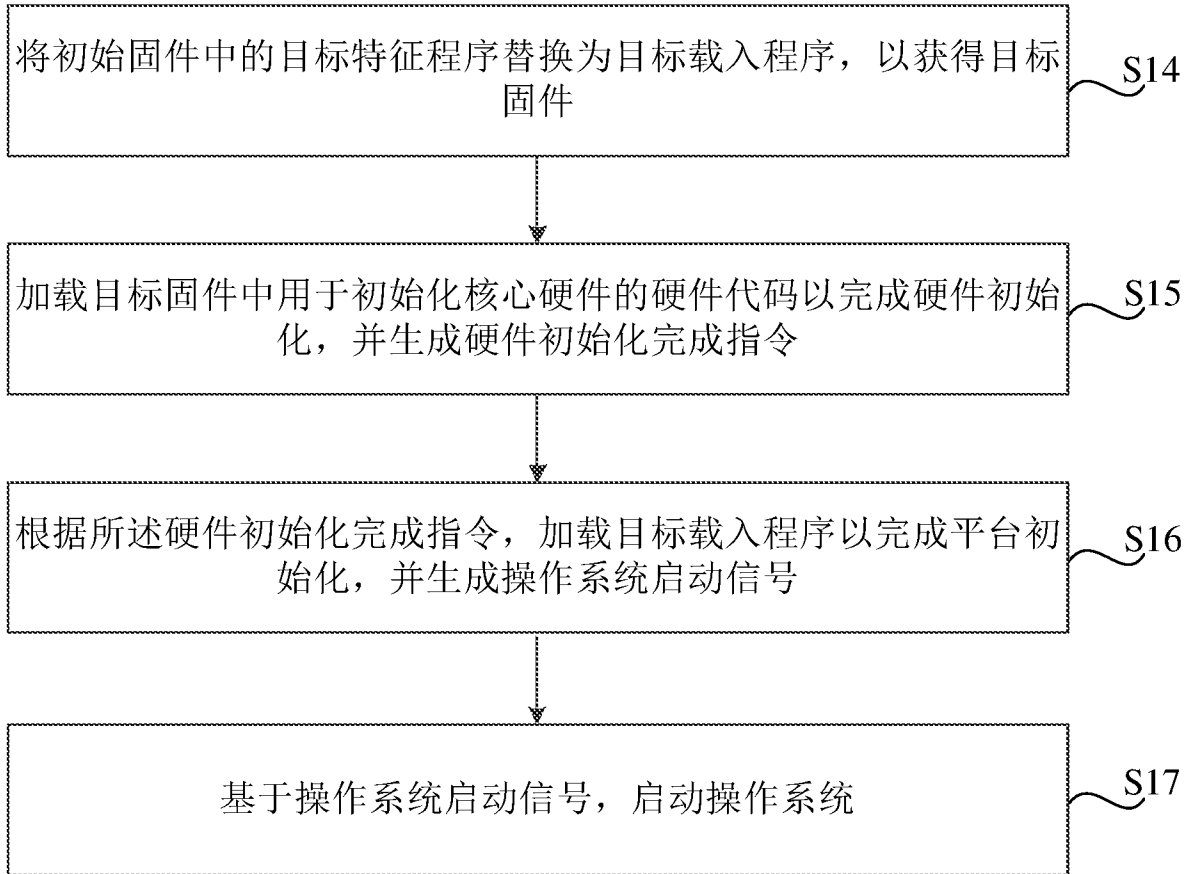 将初始固件中的目标特征程序替换为目标载入程序，以获得目标
固件
S14
加载目标固件中用于初始化核心硬件的硬件代码以完成硬件初始
化，并生成硬件初始化完成指令
S15
根据所述硬件初始化完成指令，加载目标载入程序以完成平台初
始化，并生成操作系统启动信号
S16
基于操作系统启动信号，启动操作系统
S17